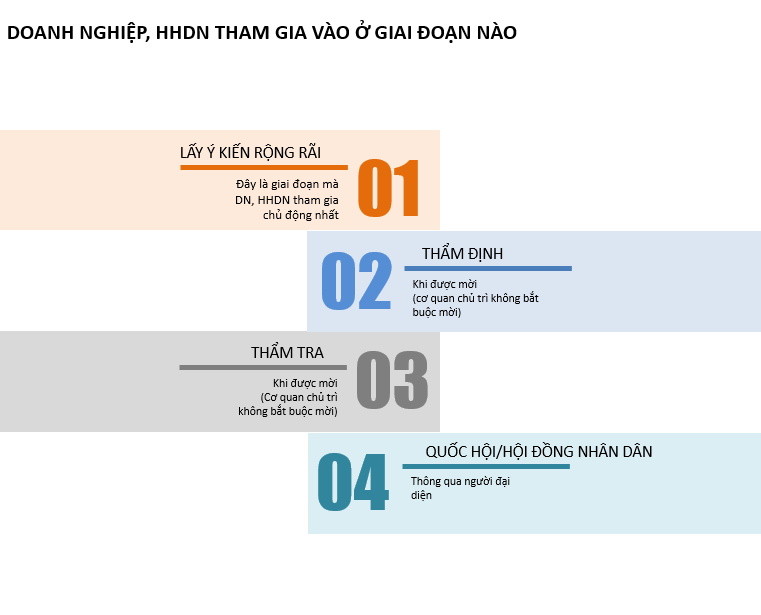 DOANH NGHIỆP, HHDN THAM GIA VÀO Ở GIAI ĐOẠN NÀO
LẤY Ý KIẾN RỘNG RÃI
01
Đây là giai đoạn mà
DN, HHDN tham gia
chủ động nhất
02
THẨM ĐỊNH
Khi được mời
(cơ quan chủ trì không bắt
buộc mời)
THẨM TRA
03
Khi được mời
(Cơ quan chủ trì
không bắt buộc mời)
04
QUỐC HỘI/HỘI ĐỒNG NHÂN DÂN
Thông qua người đại
diện